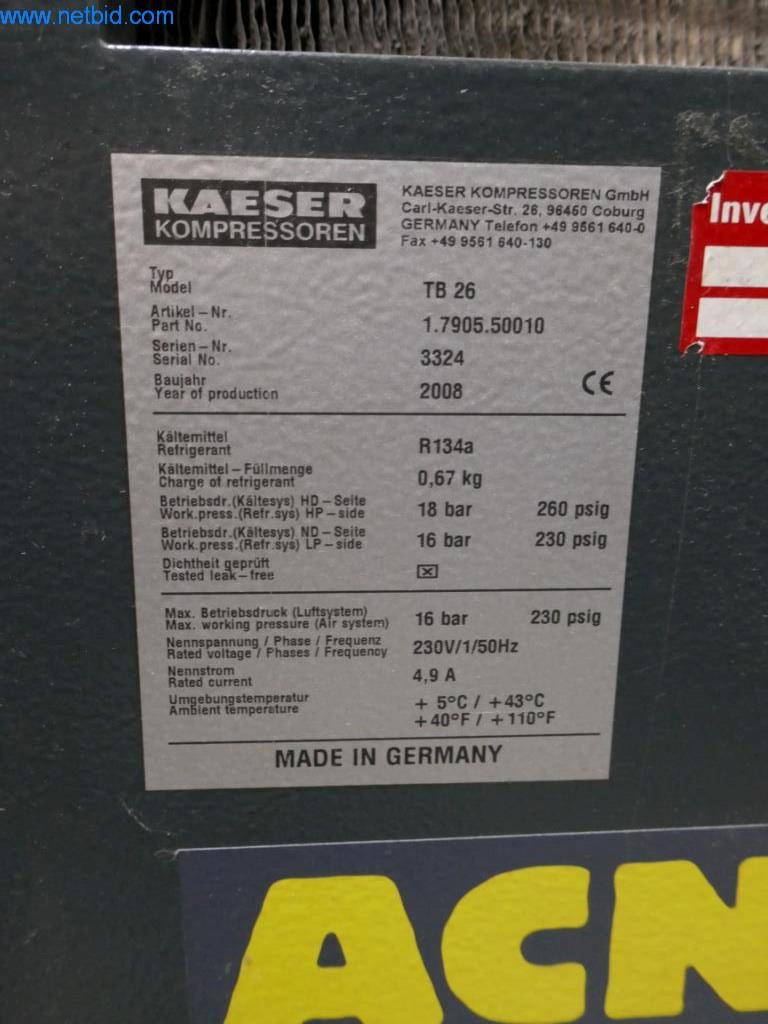 www.netbid.com
KAESER
KOMPRESSOREN
KAESER KOMPRESSOREN GmbH
Carl-Kaeser-Str. 26, 96450 Coburg
GERMANY Telefon +49 9561 640-0
Fax +49 9561 640-130
Inve
Typ
Model TB 26
Artikel – Nr.
Part No. 1.7905.50010
Serien – Nr.
Serial No. 3324
Baujahr
Year of production 2008 CE
Kältemittel
Refrigerant R134a
Kältemittel – Füllmenge
Charge of refrigerant 0,67 kg
Betriebsdr.(Kältesys) HD – Seite
Work.press.(Refr.sys) HP – side 18 bar 260 psig
Betriebsdr.(Kältesys) ND – Seite
Work.press.(Refr.sys) LP – side 16 bar 230 psig
Dichtheit geprüft
Tested leak – free ☒
Max. Betriebsdruck (Luftsystem)
Max. working pressure (Air system) 16 bar 230 psig
Nennspannung / Phase / Frequenz
Rated voltage / Phases / Frequency 230V/1/50Hz
Nennstrom
Rated current 4,9 A
Umgebungstemperatur
Ambient temperature + 5°C / +43°C
+40°F / +110°F
MADE IN GERMANY
ACN